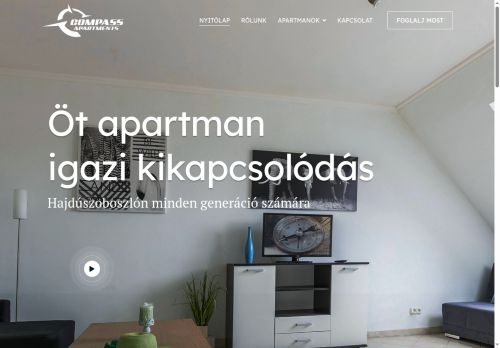 COMPASS
APARTMENTS
NYITÓLAP RÓLUNK APARTMANOK KAPCSOLAT FOGLALJ MOST
Öt apartman
igazi kikapcsolódás
Hajdúszoboszlón minden generáció számára